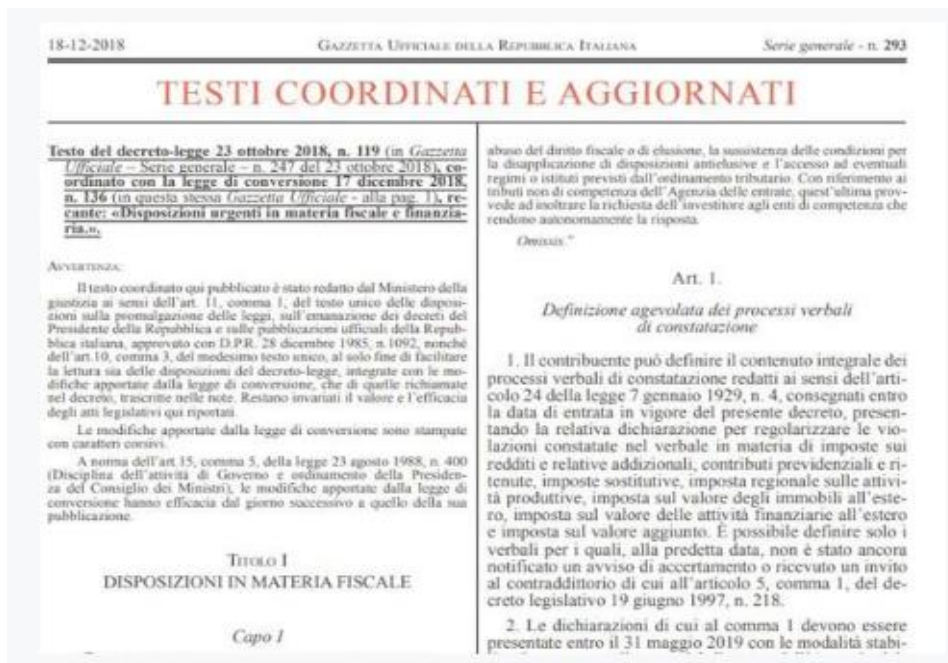 18-12-2018
GAZZETTA UFFICIALE DELLA REPUBBLICA ITALIANA
Serie generale - n. 293
TESTI COORDINATI E AGGIORNATI
Testo del decreto-legge 23 ottobre 2018, n. 119 (in Gazzetta
Ufficiale – Serie generale – n. 247 del 23 ottobre 2018), co-
ordinato con la legge di conversione 17 dicembre 2018,
n. 136 (in questa stessa Gazzetta Ufficiale - alla pag. 1), re-
cante: «Disposizioni urgenti in materia fiscale e finanzia-
ria.».
AVVERTENZA:
Il testo coordinato qui pubblicato è stato redatto dal Ministero della
giustizia ai sensi dell'art. 11, comma 1, del testo unico delle disposi-
zioni sulla promulgazione delle leggi, sull'emanazione dei decreti del
Presidente della Repubblica e sulle pubblicazioni ufficiali della Repub-
blica italiana, approvato con D.P.R. 28 dicembre 1985, n.1092, nonché
dell'art.10, comma 3, del medesimo testo unico, al solo fine di facilitare
la lettura sia delle disposizioni del decreto-legge, integrate con le mo-
difiche apportate dalla legge di conversione, che di quelle richiamate
nel decreto, trascritte nelle note. Restano invariati il valore e l'efficacia
degli atti legislativi qui riportati.
Le modifiche apportate dalla legge di conversione sono stampate
con caratteri corsivi.
A norma dell'art.15, comma 5, della legge 23 agosto 1988, n. 400
(Disciplina dell'attività di Governo e ordinamento della Presiden-
za del Consiglio dei Ministri), le modifiche apportate dalla legge di
conversione hanno efficacia dal giorno successivo a quello della sua
pubblicazione.
TITOLO I
DISPOSIZIONI IN MATERIA FISCALE
Capo I
abuso del diritto fiscale o di elusione, la sussistenza delle condizioni per
la disapplicazione di disposizioni antielusive e l'accesso ad eventuali
regimi o istituti previsti dall'ordinamento tributario. Con riferimento ai
tributi non di competenza dell'Agenzia delle entrate, quest'ultima prov-
vede ad inoltrare la richiesta dell'investitore agli enti di competenza che
rendono autonomamente la risposta.
Omissis."
Art. 1.
Definizione agevolata dei processi verbali
di constatazione
1. Il contribuente può definire il contenuto integrale dei
processi verbali di constatazione redatti ai sensi dell'arti-
colo 24 della legge 7 gennaio 1929, n. 4, consegnati entro
la data di entrata in vigore del presente decreto, presen-
tando la relativa dichiarazione per regolarizzare le vio-
lazioni constatate nel verbale in materia di imposte sui
redditi e relative addizionali, contributi previdenziali e ri-
tenute, imposte sostitutive, imposta regionale sulle attivi-
tà produttive, imposta sul valore degli immobili all'este-
ro, imposta sul valore delle attività finanziarie all'estero
e imposta sul valore aggiunto. È possibile definire solo i
verbali per i quali, alla predetta data, non è stato ancora
notificato un avviso di accertamento o ricevuto un invito
al contraddittorio di cui all'articolo 5, comma 1, del de-
creto legislativo 19 giugno 1997, n. 218.
2. Le dichiarazioni di cui al comma 1 devono essere
presentate entro il 31 maggio 2019 con le modalità stabi-